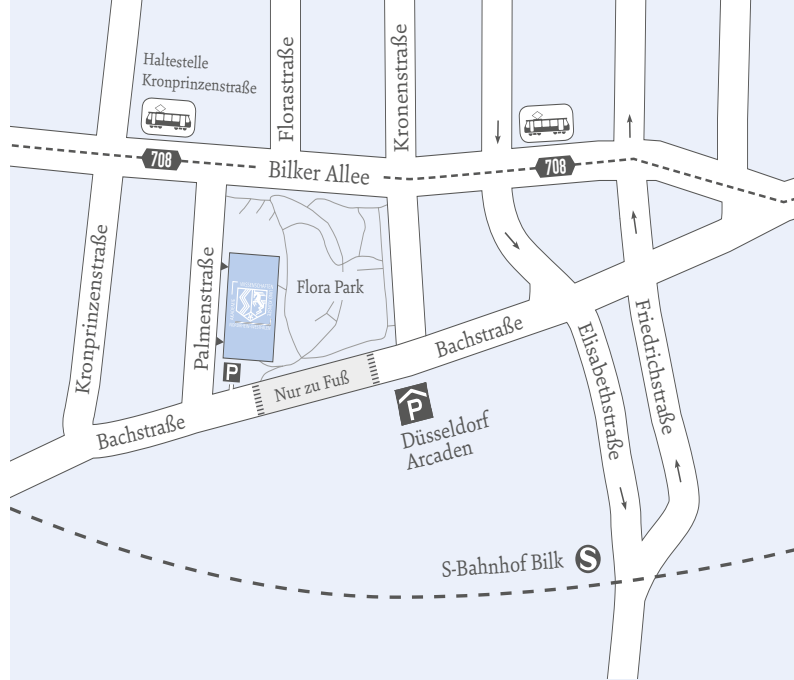 Haltestelle
Kronprinzenstraße
Florastraße
Kronenstraße
708
Bilker Allee
708
Kronprinzenstraße
Palmenstraße
Flora Park
P
Nur zu Fuß
Bachstraße
Bachstraße
P
Düsseldorf
Arcaden
Elisabethstraße
Friedrichstraße
S-Bahnhof Bilk
S